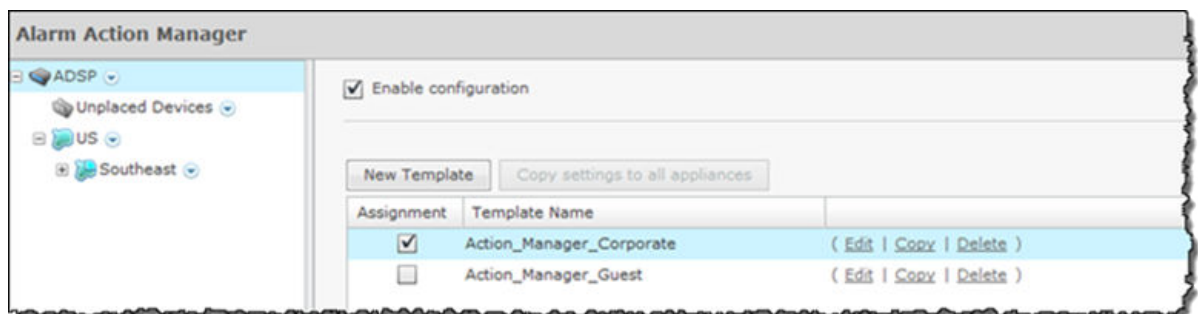 Alarm Action Manager
ADSP
Unplaced Devices
US
Southeast
Enable configuration
New Template
Copy settings to all appliances
Assignment Template Name
Action_Manager_Corporate ( Edit | Copy | Delete )
Action_Manager_Guest ( Edit | Copy | Delete )